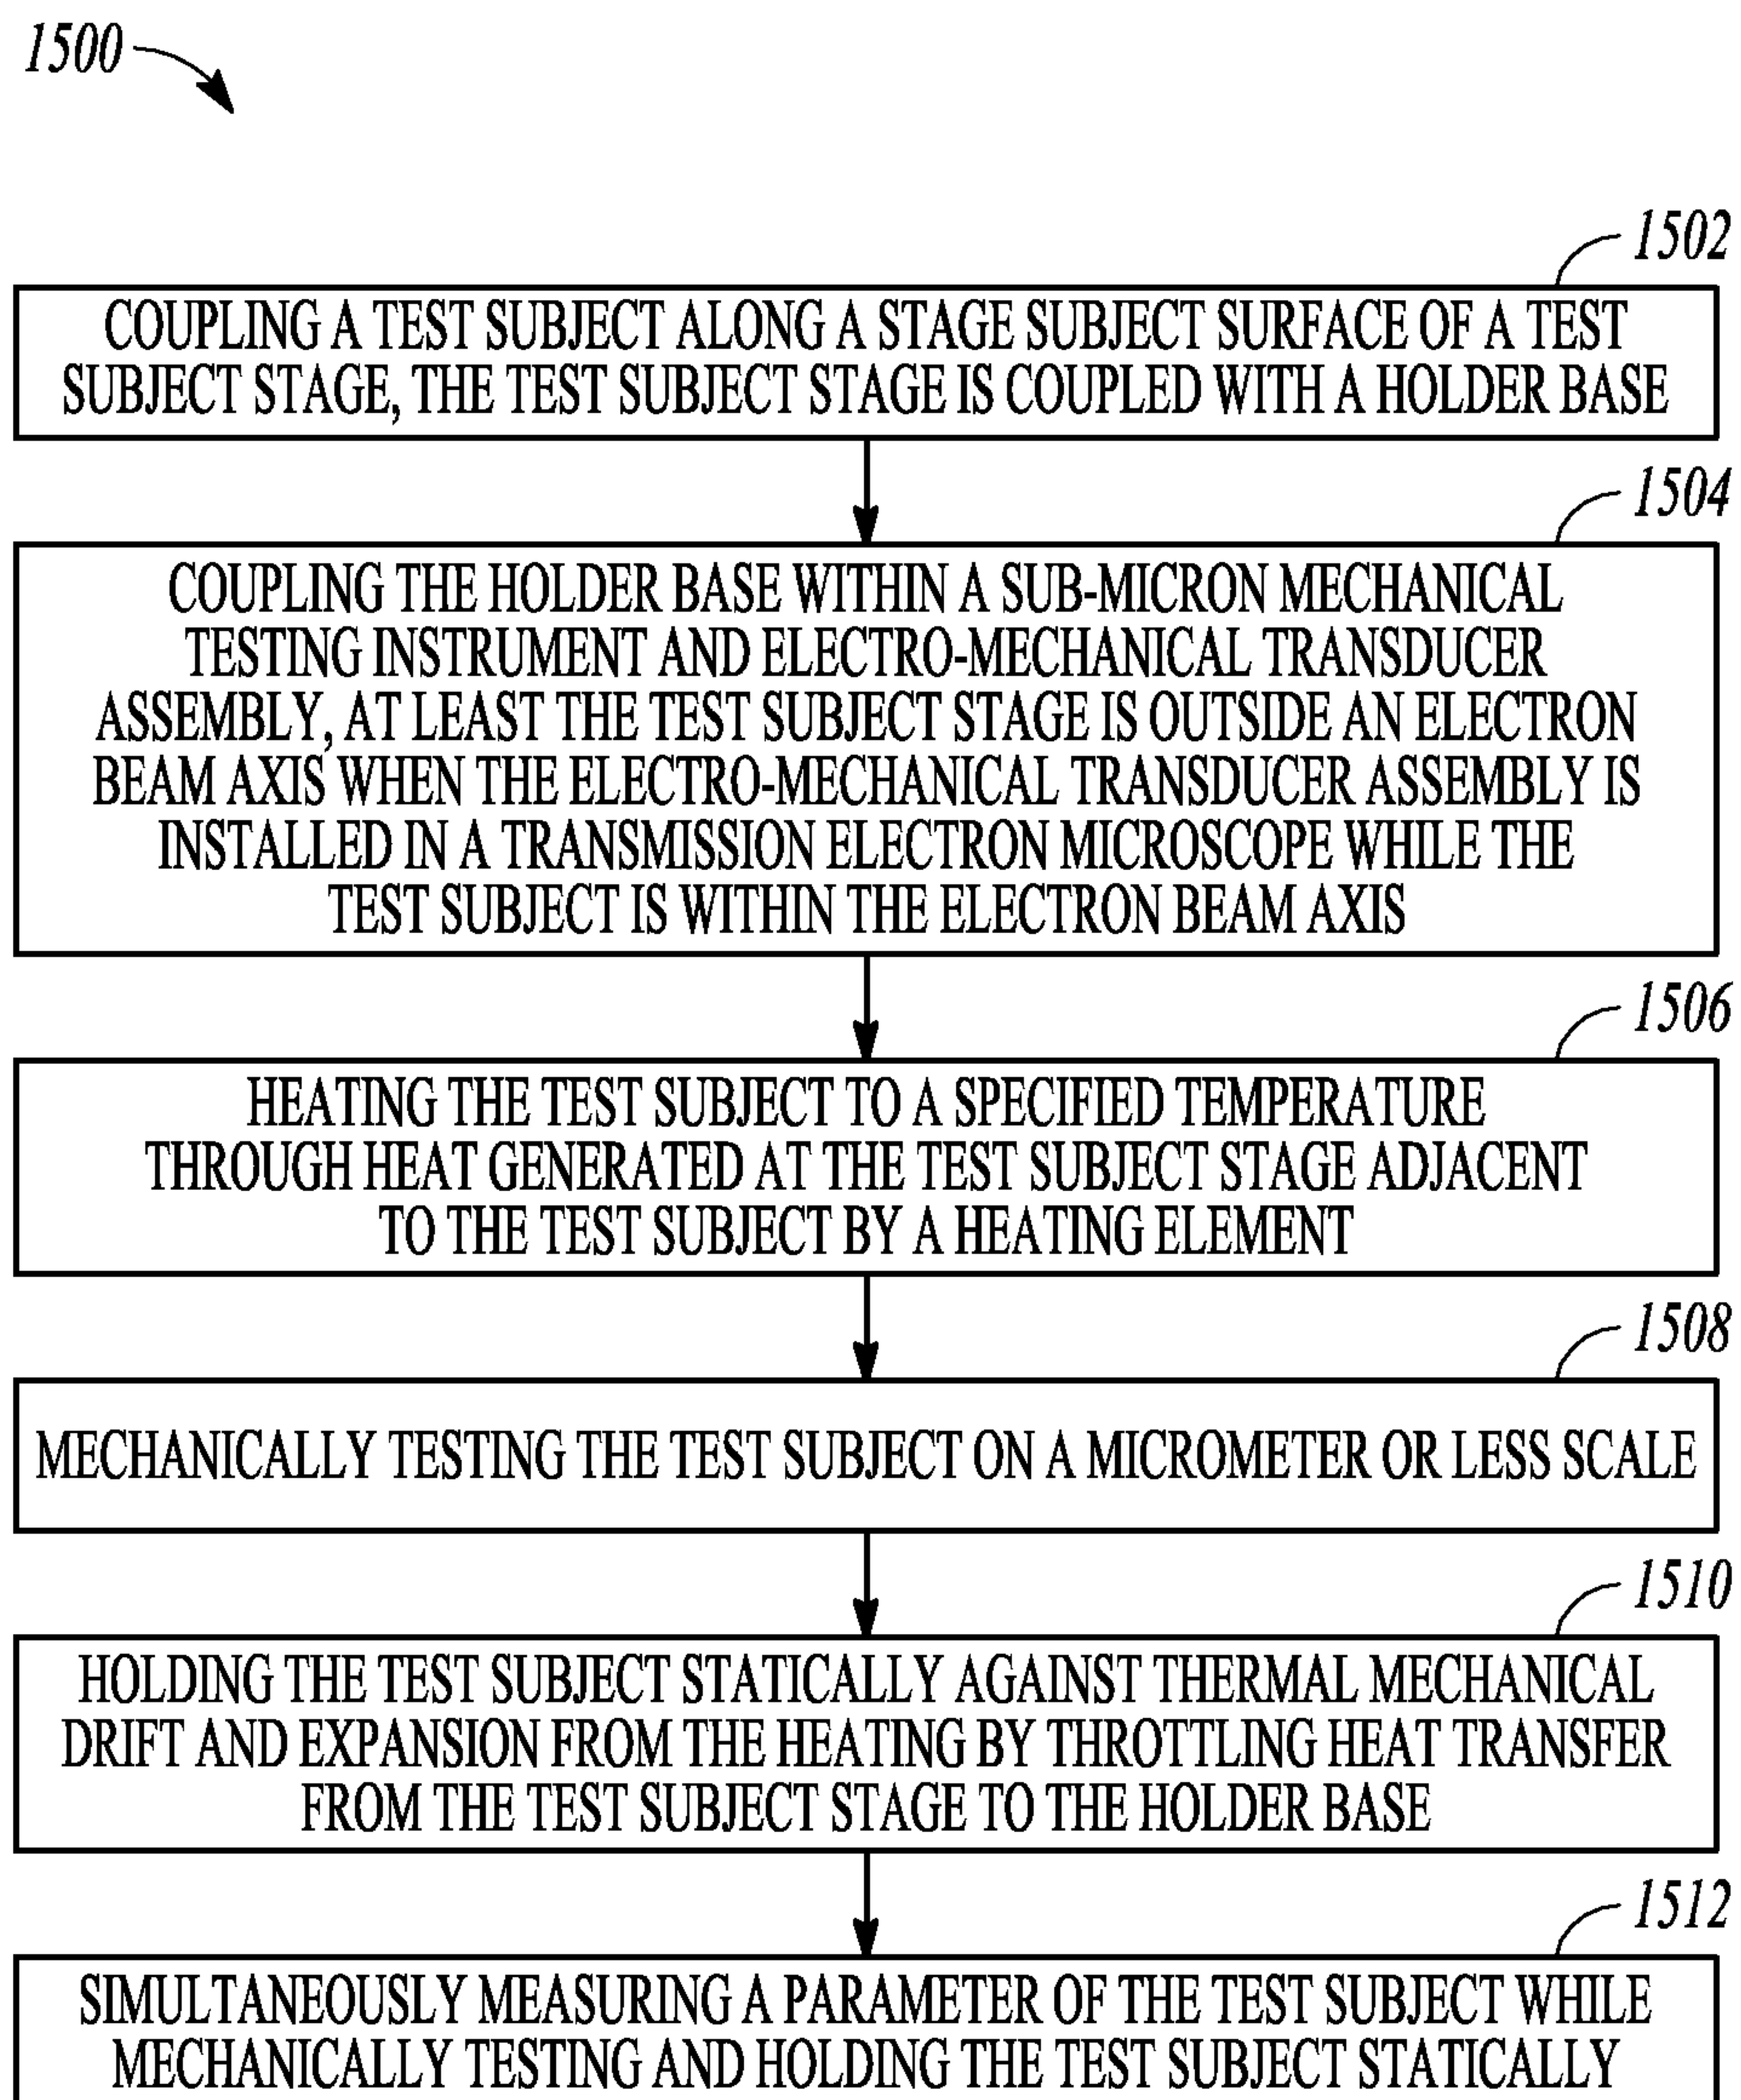 1500
1502
COUPLING A TEST SUBJECT ALONG A STAGE SUBJECT SURFACE OF A TEST
SUBJECT STAGE, THE TEST SUBJECT STAGE IS COUPLED WITH A HOLDER BASE
1504
COUPLING THE HOLDER BASE WITHIN A SUB-MICRON MECHANICAL
TESTING INSTRUMENT AND ELECTRO-MECHANICAL TRANSDUCER
ASSEMBLY, AT LEAST THE TEST SUBJECT STAGE IS OUTSIDE AN ELECTRON
BEAM AXIS WHEN THE ELECTRO-MECHANICAL TRANSDUCER ASSEMBLY IS
INSTALLED IN A TRANSMISSION ELECTRON MICROSCOPE WHILE THE
TEST SUBJECT IS WITHIN THE ELECTRON BEAM AXIS
1506
HEATING THE TEST SUBJECT TO A SPECIFIED TEMPERATURE
THROUGH HEAT GENERATED AT THE TEST SUBJECT STAGE ADJACENT
TO THE TEST SUBJECT BY A HEATING ELEMENT
1508
MECHANICALLY TESTING THE TEST SUBJECT ON A MICROMETER OR LESS SCALE
1510
HOLDING THE TEST SUBJECT STATICALLY AGAINST THERMAL MECHANICAL
DRIFT AND EXPANSION FROM THE HEATING BY THROTTLING HEAT TRANSFER
FROM THE TEST SUBJECT STAGE TO THE HOLDER BASE
1512
SIMULTANEOUSLY MEASURING A PARAMETER OF THE TEST SUBJECT WHILE
MECHANICALLY TESTING AND HOLDING THE TEST SUBJECT STATICALLY